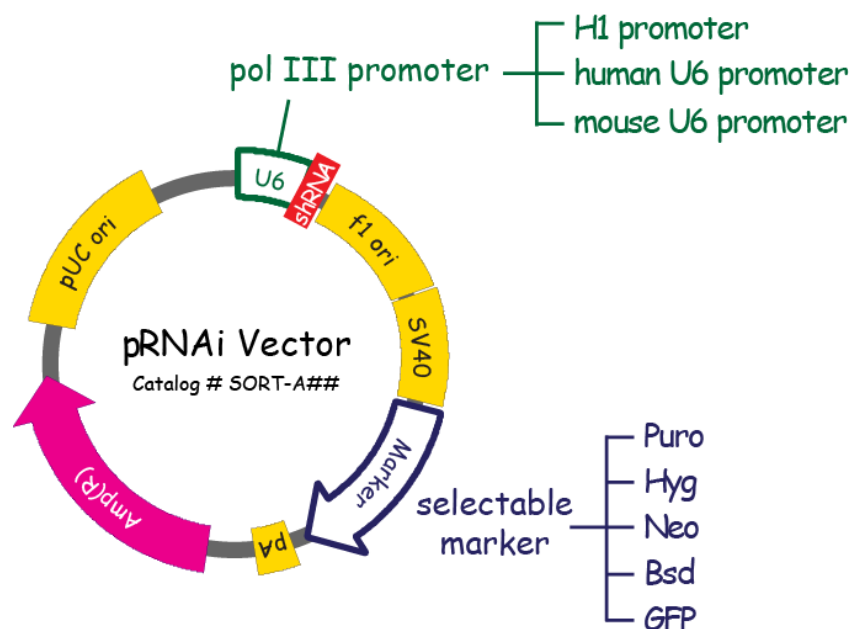 pol III promoter
H1 promoter
human U6 promoter
mouse U6 promoter
U6
shRNA
f1 ori
SV40
Marker
pA
Amp(R)
pUC ori
pRNAi Vector
Catalog # SORT-A##
selectable
marker
Puro
Hyg
Neo
Bsd
GFP